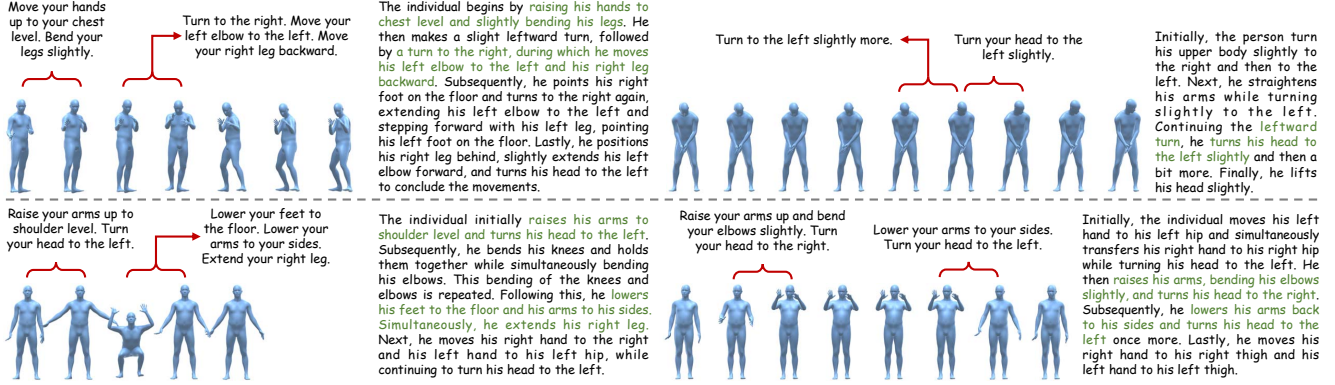 Move your hands
up to your chest
level. Bend your
legs slightly.
Turn to the right. Move your
left elbow to the left. Move
your right leg backward.
The individual begins by raising his hands to
chest level and slightly bending his legs. He
then makes a slight leftward turn, followed
by a turn to the right, during which he moves
his left elbow to the left and his right leg
backward. Subsequently, he points his right
foot on the floor and turns to the right again,
extending his left elbow to the left and
stepping forward with his left leg, pointing
his left foot on the floor. Lastly, he positions
his right leg behind, slightly extends his left
elbow forward, and turns his head to the left
to conclude the movements.
Turn to the left slightly more.
Turn your head to the
left slightly.
Initially, the person turn
his upper body slightly to
the right and then to the
left. Next, he straightens
his arms while turning
slightly to the left.
Continuing the leftward
turn, he turns his head to
the left slightly and then a
bit more. Finally, he lifts
his head slightly.
Raise your arms up to
shoulder level. Turn
your head to the left.
Lower your feet to
the floor. Lower your
arms to your sides.
Extend your right leg.
The individual initially raises his arms to
shoulder level and turns his head to the left.
Subsequently, he bends his knees and holds
them together while simultaneously bending
his elbows. This bending of the knees and
elbows is repeated. Following this, he lowers
his feet to the floor and his arms to his sides.
Simultaneously, he extends his right leg.
Next, he moves his right hand to the right
and his left hand to his left hip, while
continuing to turn his head to the left.
Raise your arms up and bend
your elbows slightly. Turn
your head to the right.
Lower your arms to your sides.
Turn your head to the left.
Initially, the individual moves his left
hand to his left hip and simultaneously
transfers his right hand to his right hip
while turning his head to the left. He
then raises his arms, bending his elbows
slightly, and turns his head to the right.
Subsequently, he lowers his arms back
to his sides and turns his head to the
left once more. Lastly, he moves his
right hand to his right thigh and his
left hand to his left thigh.